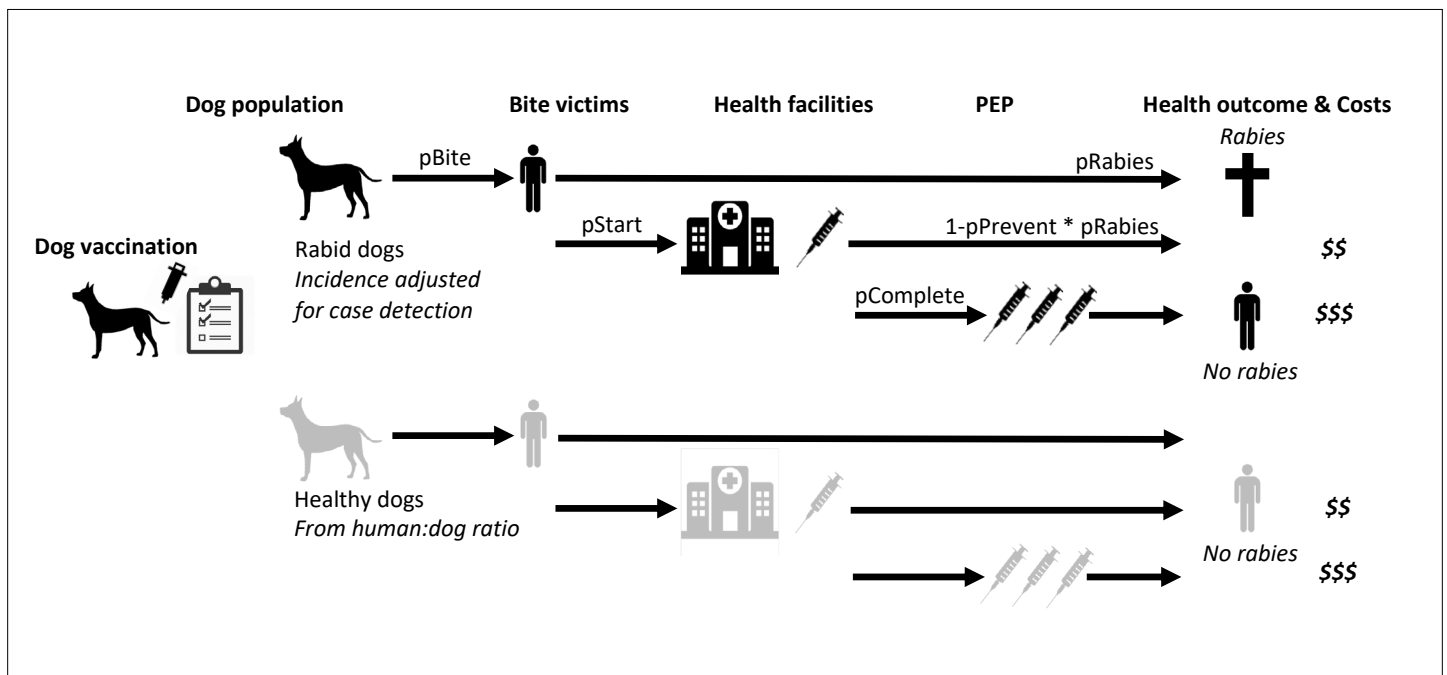 Dog population
Bite victims
Health facilities
PEP
Health outcome & Costs
Rabies
pBite
pRabies
pStart
1-pPrevent * pRabies
Dog vaccination
Rabid dogs
Incidence adjusted
for case detection
$$
pComplete
$$$
No rabies
Healthy dogs
From human:dog ratio
$$
No rabies
$$$